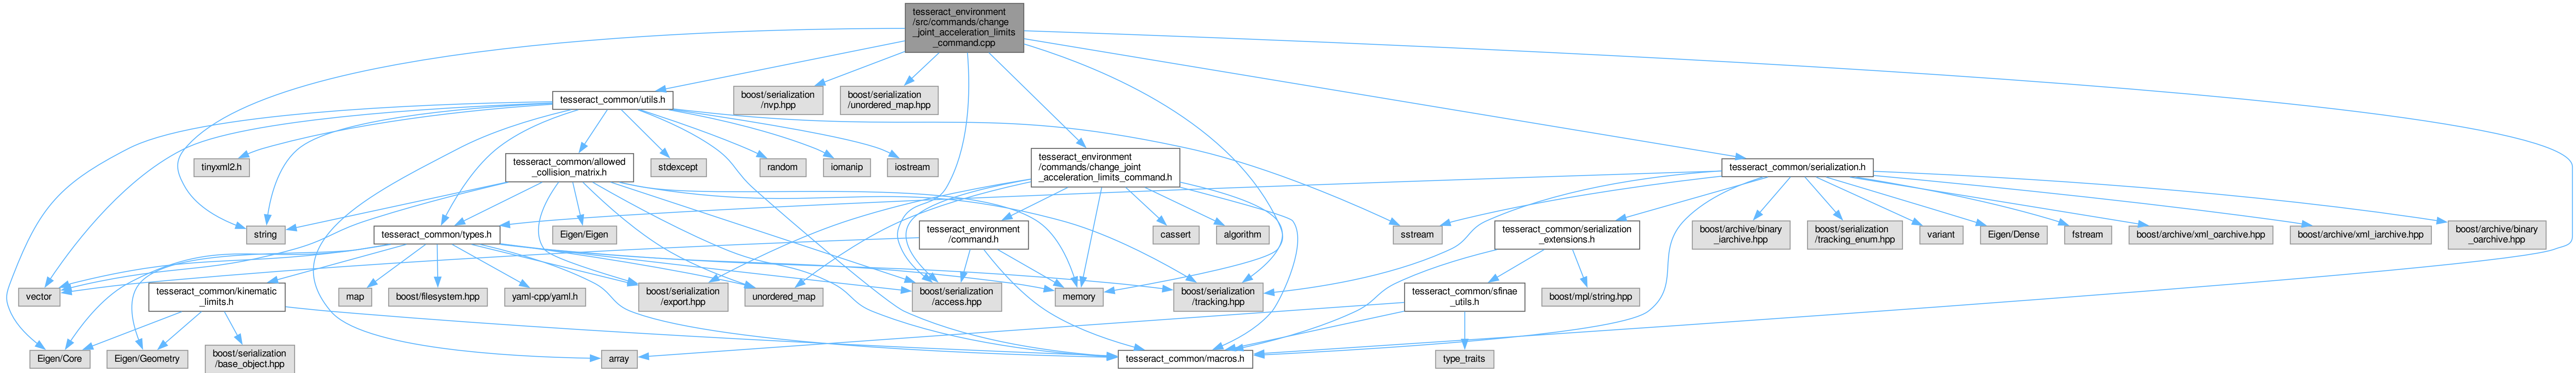 tesseract_environment
/src/commands/change
_joint_acceleration_limits
_command.cpp
tesseract_common/utils.h
boost/serialization
/nvp.hpp
boost/serialization
/unordered_map.hpp
tinyxml2.h
tesseract_common/allowed
_collision_matrix.h
stdexcept
random
iomanip
iostream
tesseract_environment
/commands/change_joint
_acceleration_limits_command.h
tesseract_common/serialization.h
string
tesseract_common/types.h
Eigen/Eigen
tesseract_environment
/command.h
cassert
algorithm
sstream
tesseract_common/serialization
_extensions.h
boost/archive/binary
_iarchive.hpp
boost/serialization
/tracking_enum.hpp
variant
Eigen/Dense
fstream
boost/archive/xml_oarchive.hpp
boost/archive/xml_iarchive.hpp
boost/archive/binary
_oarchive.hpp
vector
tesseract_common/kinematic
_limits.h
map
boost/filesystem.hpp
yaml-cpp/yaml.h
boost/serialization
/export.hpp
unordered_map
boost/serialization
/access.hpp
memory
boost/serialization
/tracking.hpp
tesseract_common/sfinae
_utils.h
boost/mpl/string.hpp
Eigen/Core
Eigen/Geometry
boost/serialization
/base_object.hpp
array
tesseract_common/macros.h
type_traits